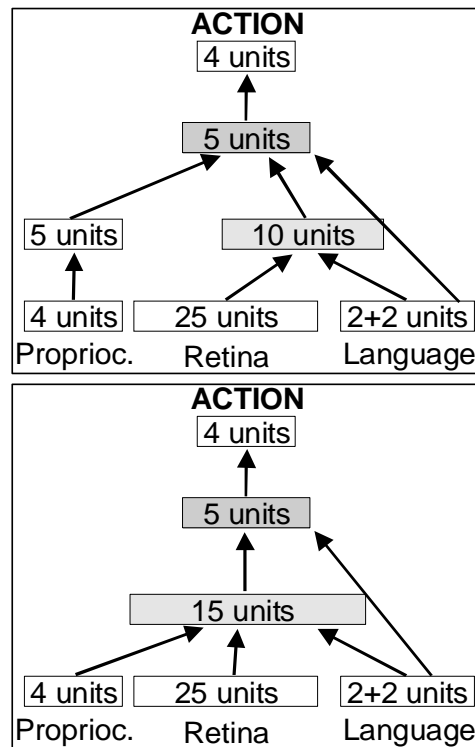 ACTION
4 units
5 units
5 units 10 units
4 units 25 units 2+2 units
Proprioc. Retina Language
ACTION
4 units
5 units
15 units
4 units 25 units 2+2 units
Proprioc. Retina Language